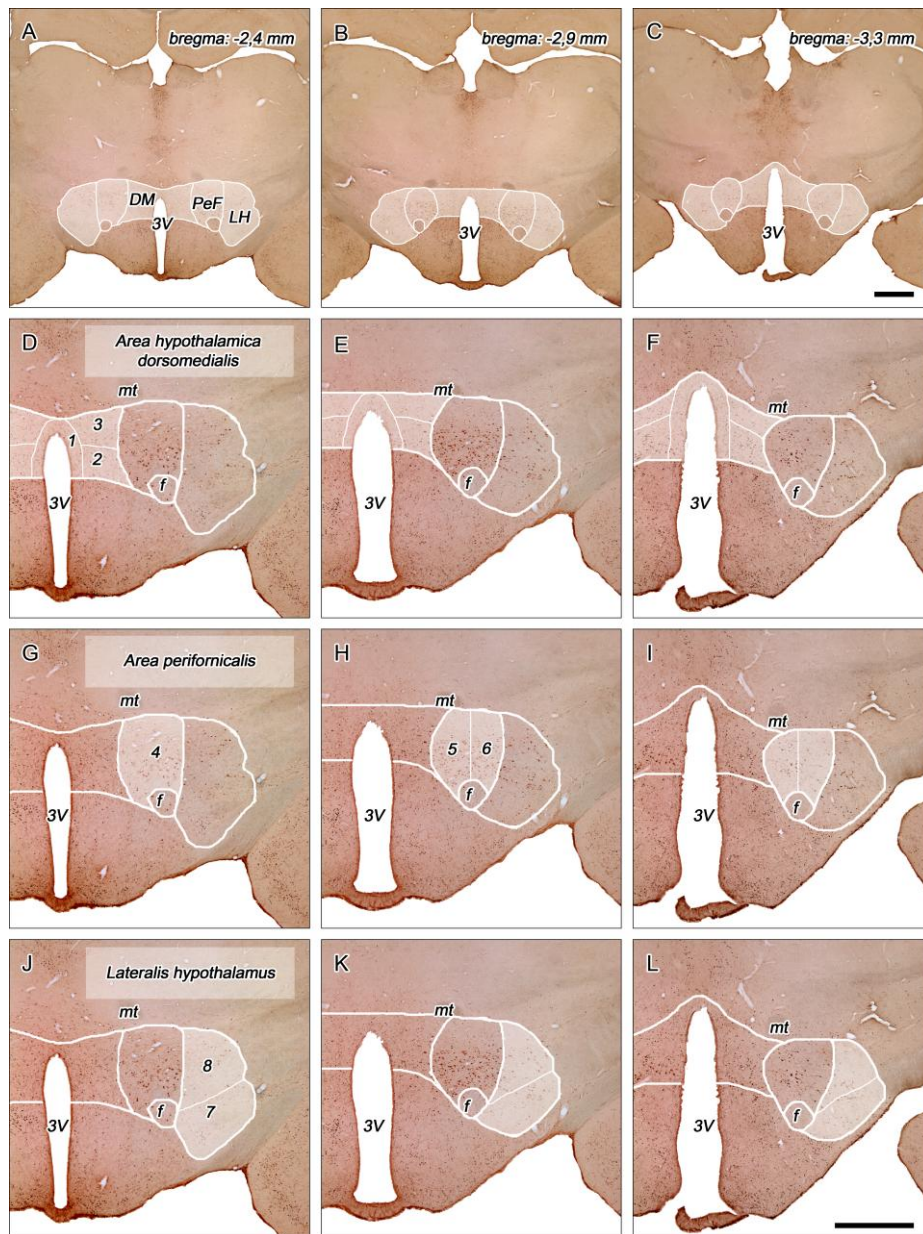 A
bregma: -2,4 mm
B
bregma: -2,9 mm
C
bregma: -3,3 mm
DM
PeF
LH
3V
3V
3V
D
Area hypothalamica
dorsomedialis
mt
3
1
2
f
3V
E
mt
f
3V
F
mt
f
3V
G
Area perifornicalis
mt
4
f
3V
H
mt
5
6
f
3V
I
mt
f
3V
J
Lateralis hypothalamus
mt
8
7
f
3V
K
mt
f
3V
L
mt
f
3V